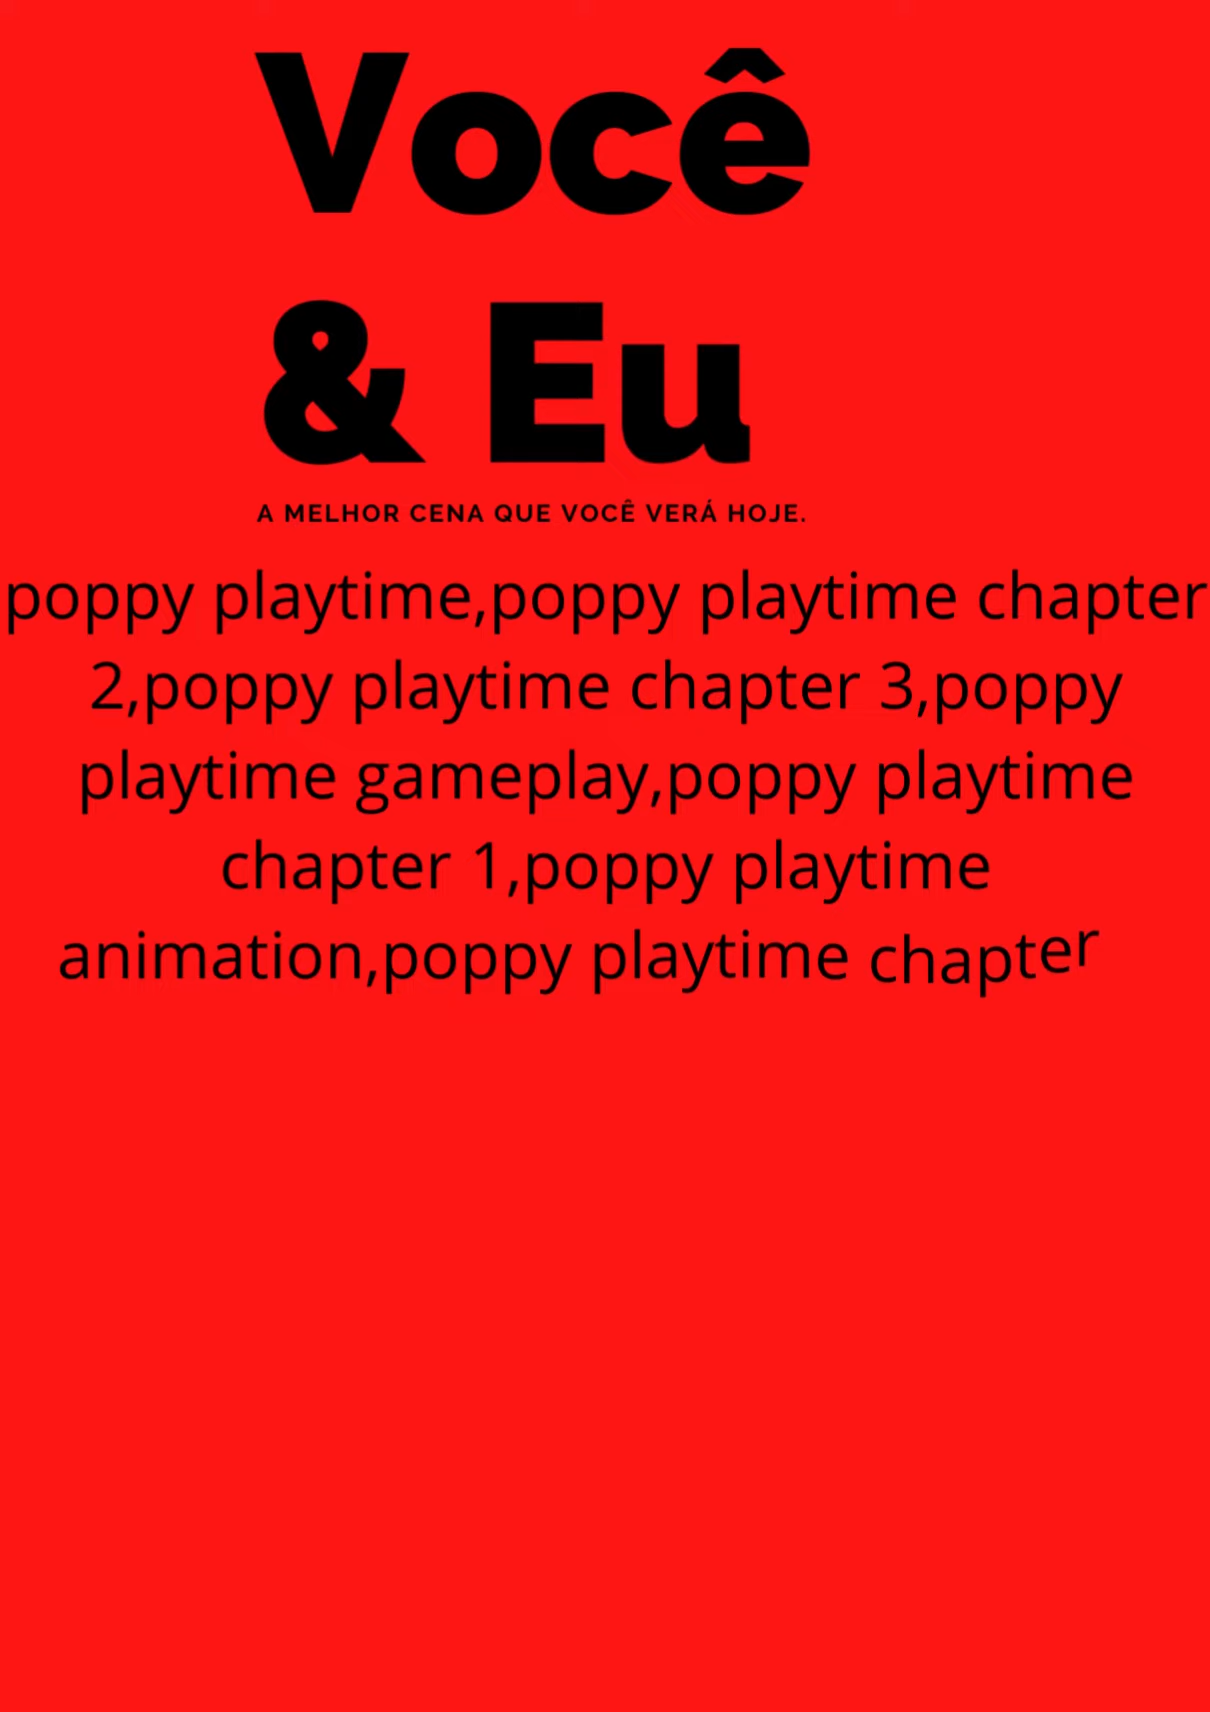 Você
& Eu
A MELHOR CENA QUE VOCÊ VERÁ HOJE.
poppy playtime,poppy playtime chapter
2,poppy playtime chapter 3,poppy
playtime gameplay,poppy playtime
chapter 1,poppy playtime
animation,poppy playtime chapter